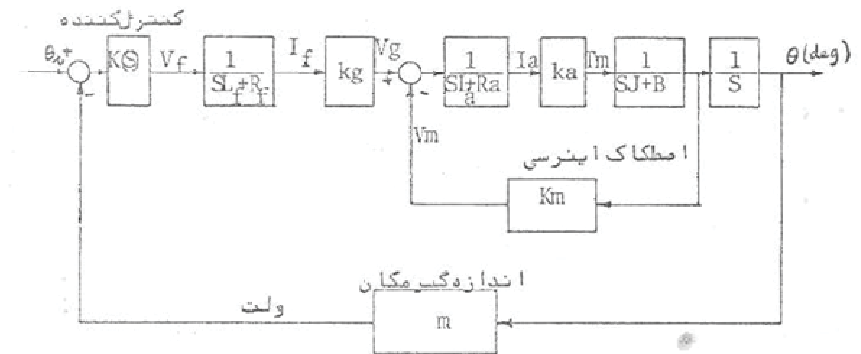 کنترل‌کننده
θr + - K(S) Vf 1 If kg Vg + - 1 Ia ka Tm 1 1 θ(deg)
SLf+Rf SLa+Ra SJ+B S
Vm
اصطکاک اینرسی
Km
اندازه‌گیر مکان
ولت
m